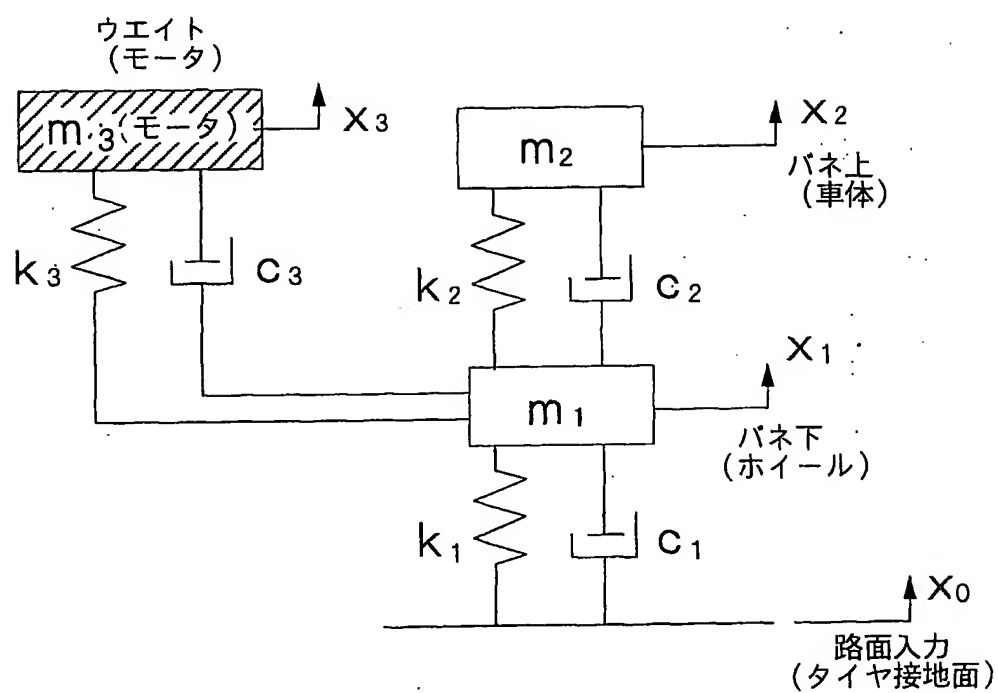 ウエイト
(モータ)
m3(モータ)
x3
m2
x2
バネ上
(車体)
k3
c3
k2
c2
m1
x1
バネ下
(ホイール)
k1
c1
x0
路面入力
(タイヤ接地面)